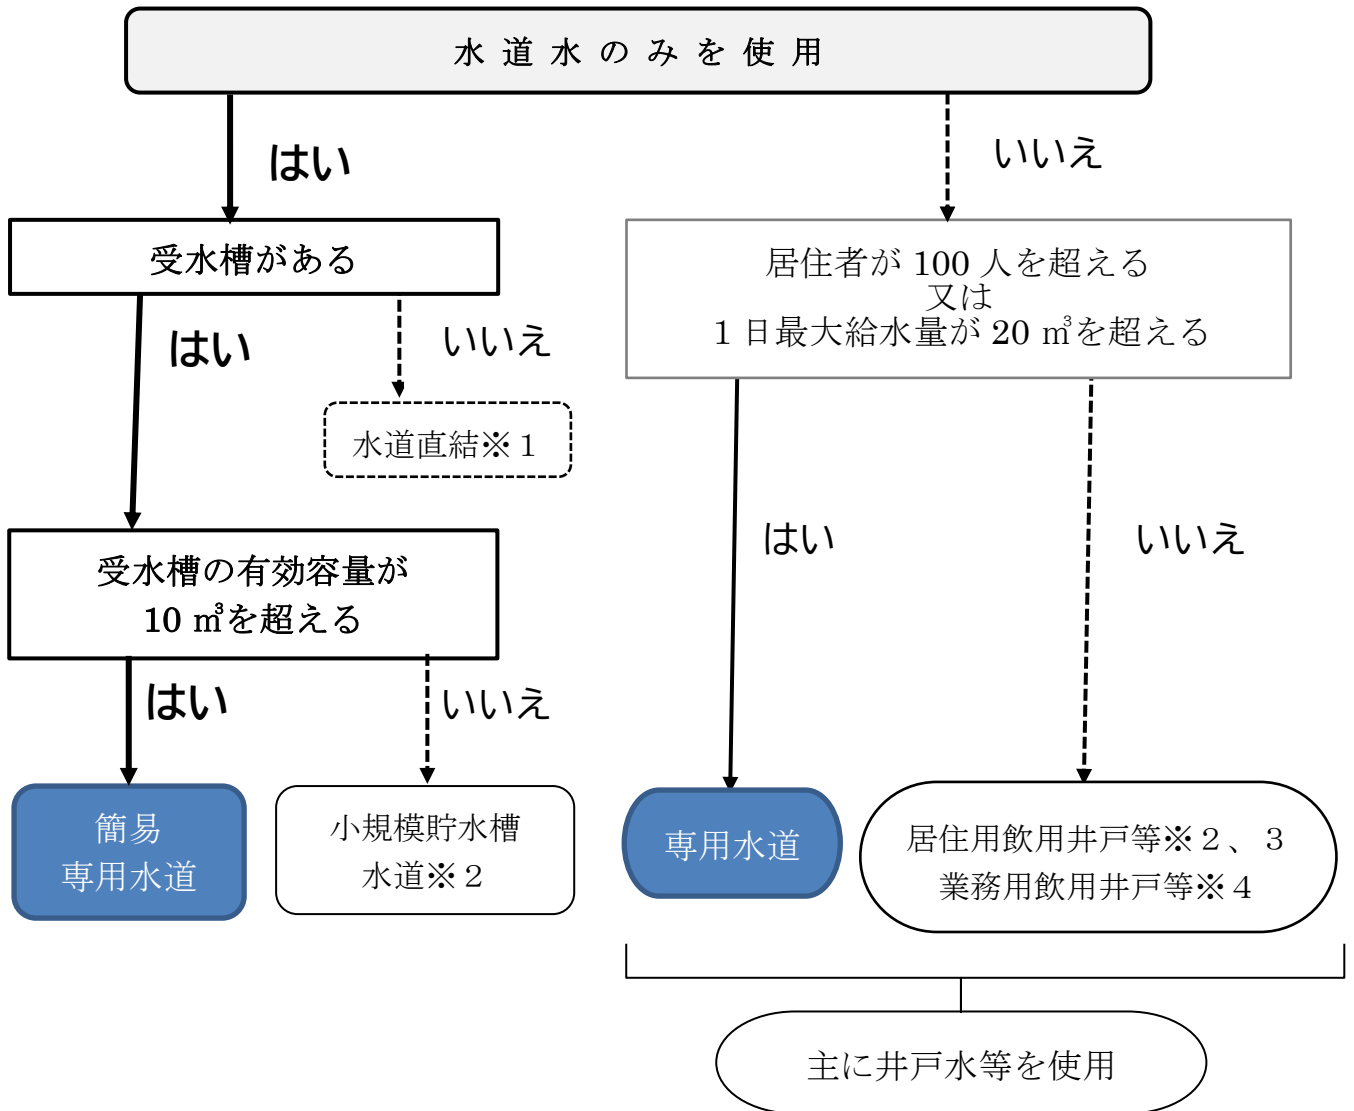 水道水のみを使用
はい
いいえ
受水槽がある
居住者が 100 人を超える
又は
１日最大給水量が 20 ㎥を超える
はい
いいえ
水道直結※１
受水槽の有効容量が
10 ㎥を超える
はい
いいえ
はい
いいえ
簡易
専用水道
小規模貯水槽
水道※２
専用水道
居住用飲用井戸等※２、３
業務用飲用井戸等※４
主に井戸水等を使用